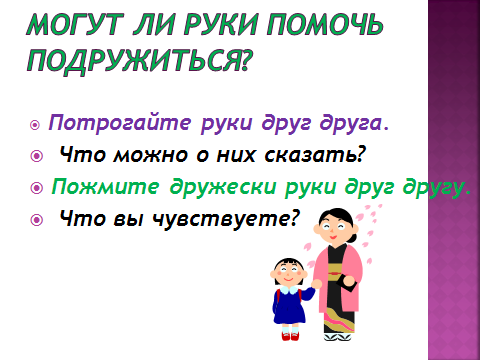 МОГУТ ЛИ РУКИ ПОМОЧЬ
ПОДРУЖИТЬСЯ?
Потрогайте руки друг друга.
Что можно о них сказать?
Пожмите дружески руки друг другу.
Что вы чувствуете?